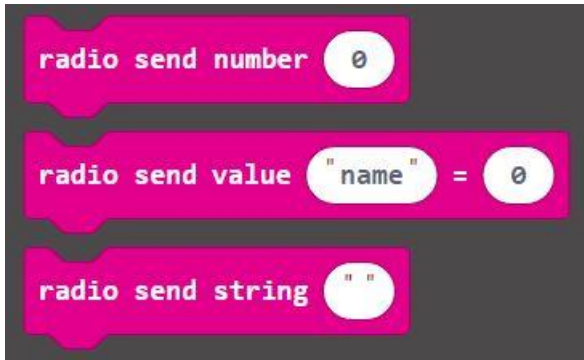 radio send number 0
radio send value "name" = 0
radio send string " "